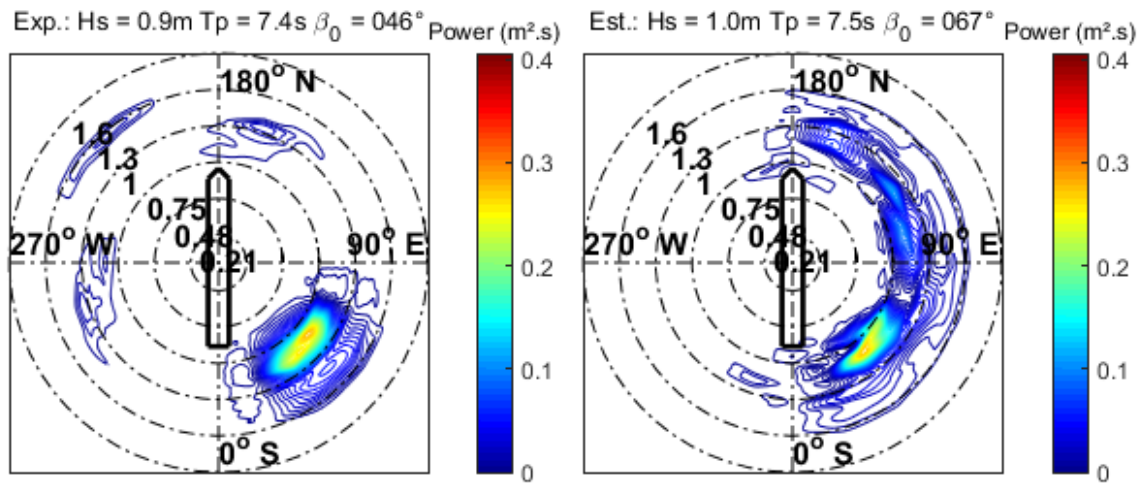 Exp.: Hs = 0.9m Tp = 7.4s β₀ = 046° Power (m².s)
0.4
180° N
1.6
1.3
0.3
1
0.75
0.48
270° W
90° E
0.2
0.21
0.1
0° S
0
Est.: Hs = 1.0m Tp = 7.5s β₀ = 067° Power (m².s)
0.4
180° N
1.6
1.3
0.3
1
0.75
0.48
270° W
90° E
0.2
0.21
0.1
0° S
0